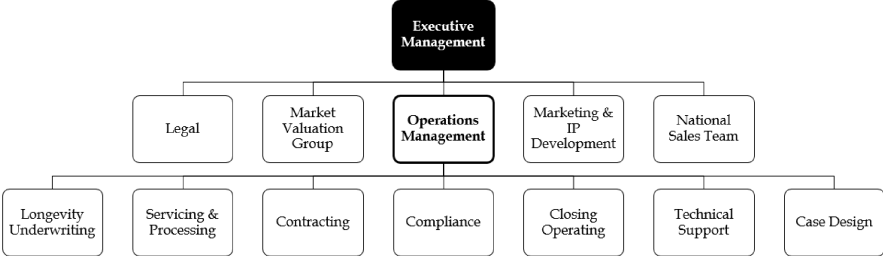 Executive
Management
Legal
Market
Valuation
Group
Operations
Management
Marketing &
IP
Development
National
Sales Team
Longevity
Underwriting
Servicing &
Processing
Contracting
Compliance
Closing
Operating
Technical
Support
Case Design